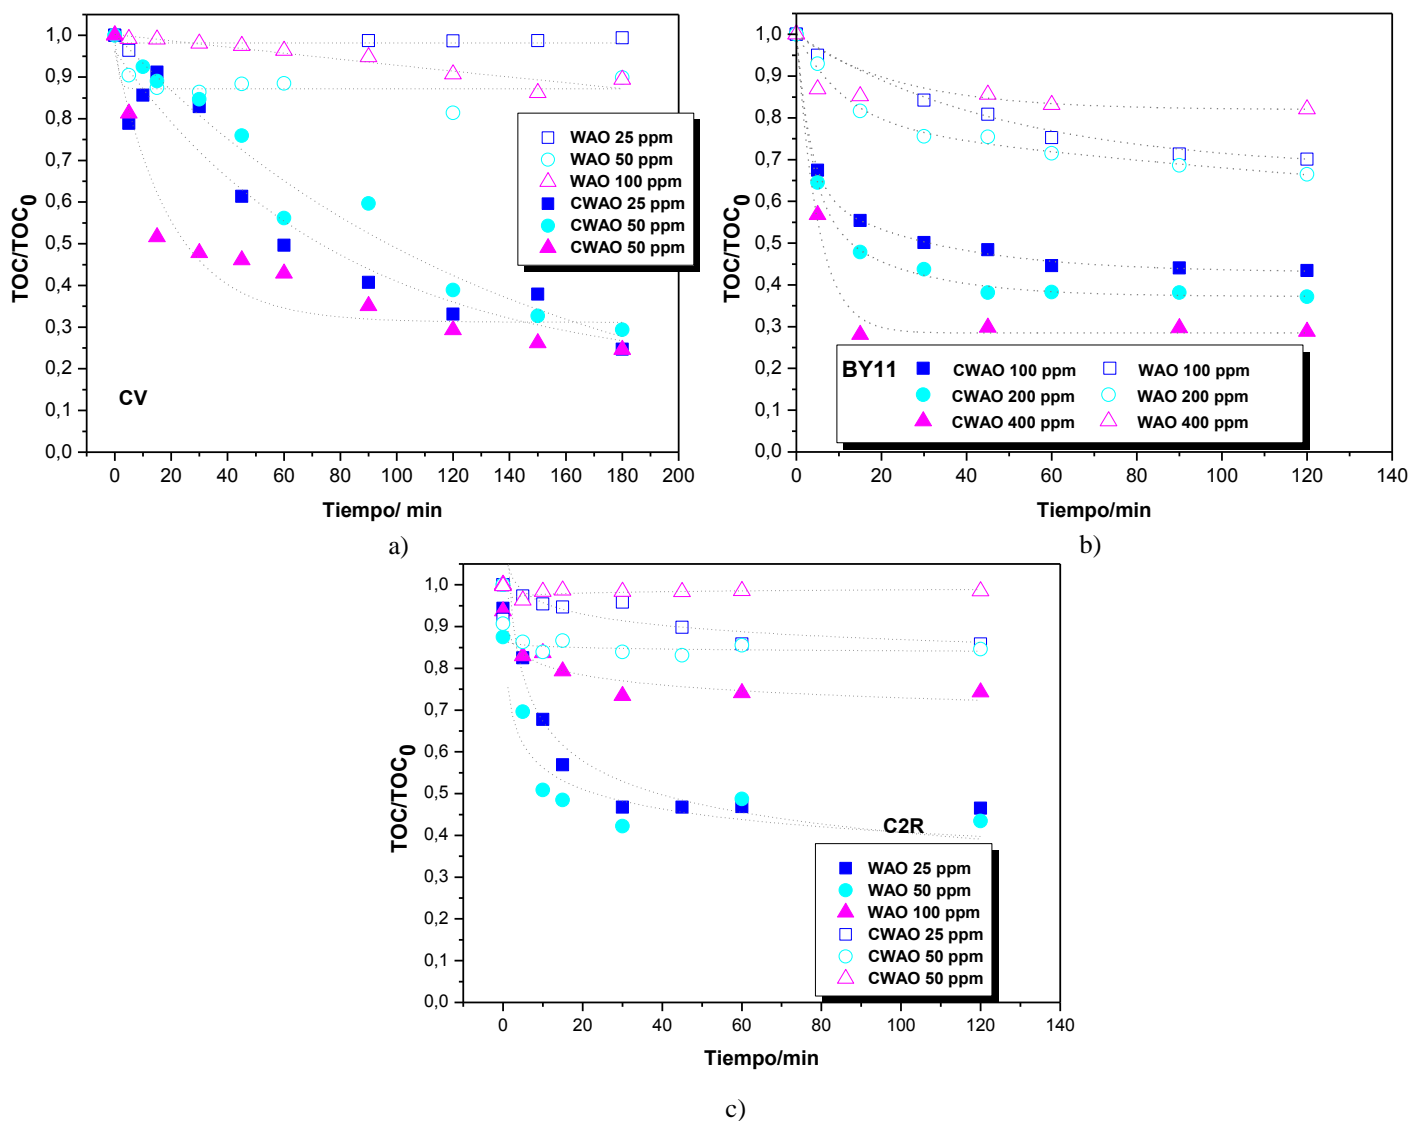 1,0
0,9
0,8
0,7
0,6
0,5
0,4
0,3
0,2
0,1
0,0
TOC/TOC0
WAO 25 ppm
WAO 50 ppm
WAO 100 ppm
CWAO 25 ppm
CWAO 50 ppm
CWAO 50 ppm
CV
0 20 40 60 80 100 120 140 160 180 200
Tiempo/ min
a)
1,0
0,9
0,8
0,7
0,6
0,5
0,4
0,3
0,2
0,1
0,0
TOC/TOC0
BY11
CWAO 100 ppm WAO 100 ppm
CWAO 200 ppm WAO 200 ppm
CWAO 400 ppm WAO 400 ppm
0 20 40 60 80 100 120 140
Tiempo/min
b)
1,0
0,9
0,8
0,7
0,6
0,5
0,4
0,3
0,2
0,1
0,0
TOC/TOC0
C2R
WAO 25 ppm
WAO 50 ppm
WAO 100 ppm
CWAO 25 ppm
CWAO 50 ppm
CWAO 50 ppm
0 20 40 60 80 100 120 140
Tiempo/min
c)